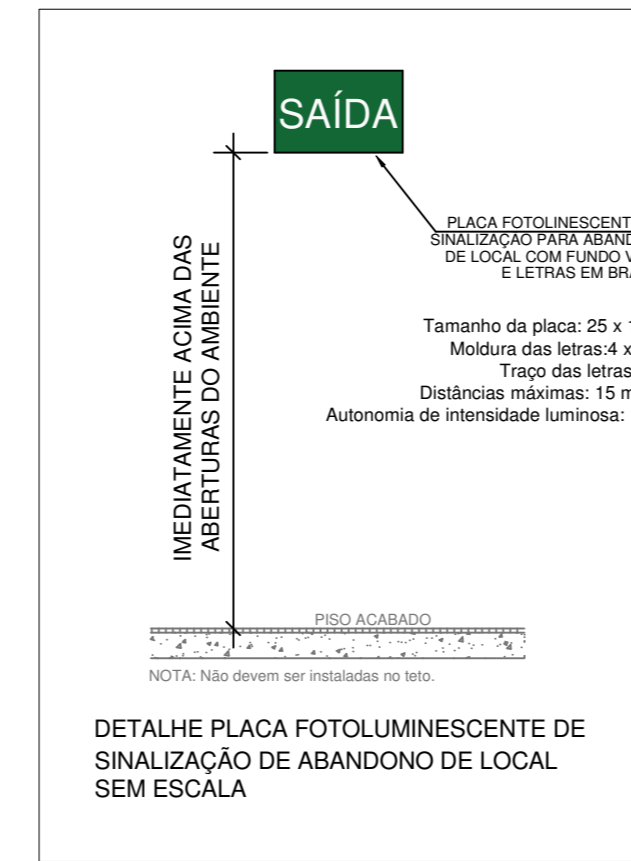 SAÍDA
IMEDIATAMENTE ACIMA DAS
ABERTURAS DO AMBIENTE
PLACA FOTOLINESCENT
SINALIZAÇÃO PARA ABAND
DE LOCAL COM FUNDO V
E LETRAS EM BRA
Tamanho da placa: 25 x 1
Moldura das letras:4 x
Traço das letras
Distâncias máximas: 15 m
Autonomia de intensidade luminosa:
PISO ACABADO
NOTA: Não devem ser instaladas no teto.
DETALHE PLACA FOTOLUMINESCENTE DE
SINALIZAÇÃO DE ABANDONO DE LOCAL
SEM ESCALA